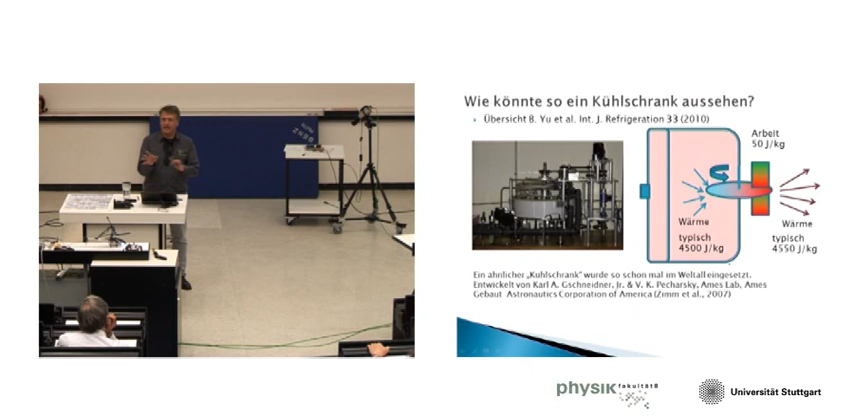 Wie könnte so ein Kühlschrank aussehen?
Übersicht B. Yu et al. Int. J. Refrigeration 33 (2010)
Arbeit
50 J/kg
Wärme
typisch
4500 J/kg
Wärme
typisch
4550 J/kg
Ein ähnlicher „Kühlschrank" wurde so schon mal im Weltall eingesetzt.
Entwickelt von Karl A. Gschneidner, Jr. & V. K. Pecharsky, Ames Lab, Ames
Gebaut Astronautics Corporation of America (Zimm et al., 2007)
physik fakultät8
Universität Stuttgart